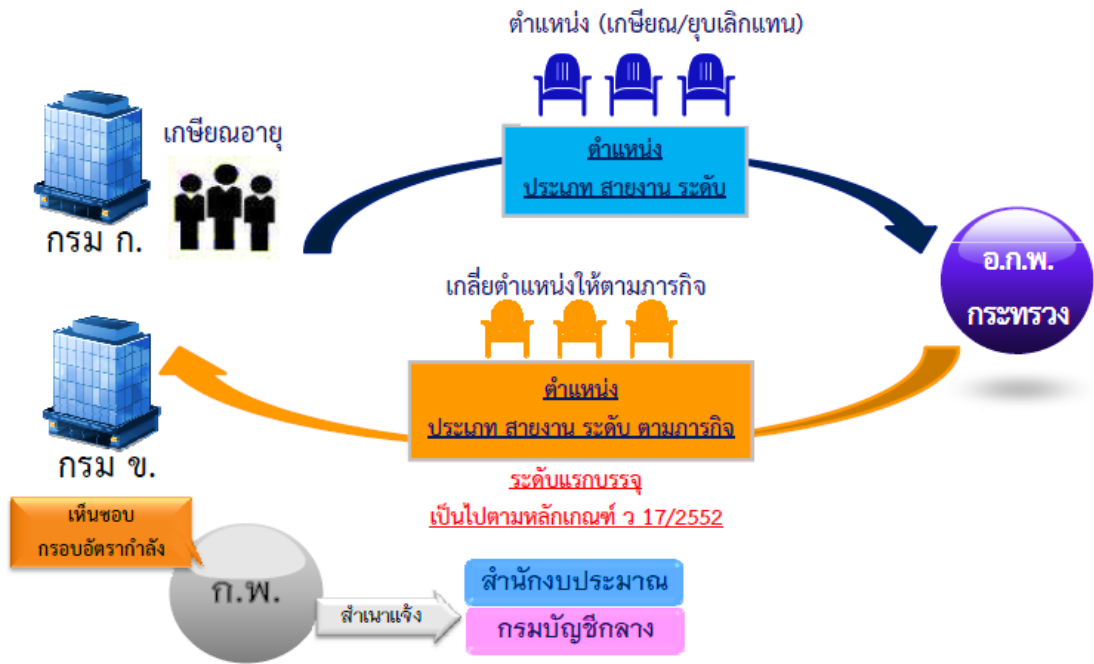 ตำแหน่ง (เกษียณ/ยุบเลิกแทน)
เกษียณอายุ
ตำแหน่ง
ประเภท สายงาน ระดับ
กรม ก.
อ.ก.พ.
กระทรวง
เกลี่ยตำแหน่งให้ตามภารกิจ
ตำแหน่ง
ประเภท สายงาน ระดับ ตามภารกิจ
กรม ข.
ระดับแรกบรรจุ
เป็นไปตามหลักเกณฑ์ ว 17/2552
เห็นชอบ
กรอบอัตรากำลัง
ก.พ.
สำเนาแจ้ง
สำนักงบประมาณ
กรมบัญชีกลาง